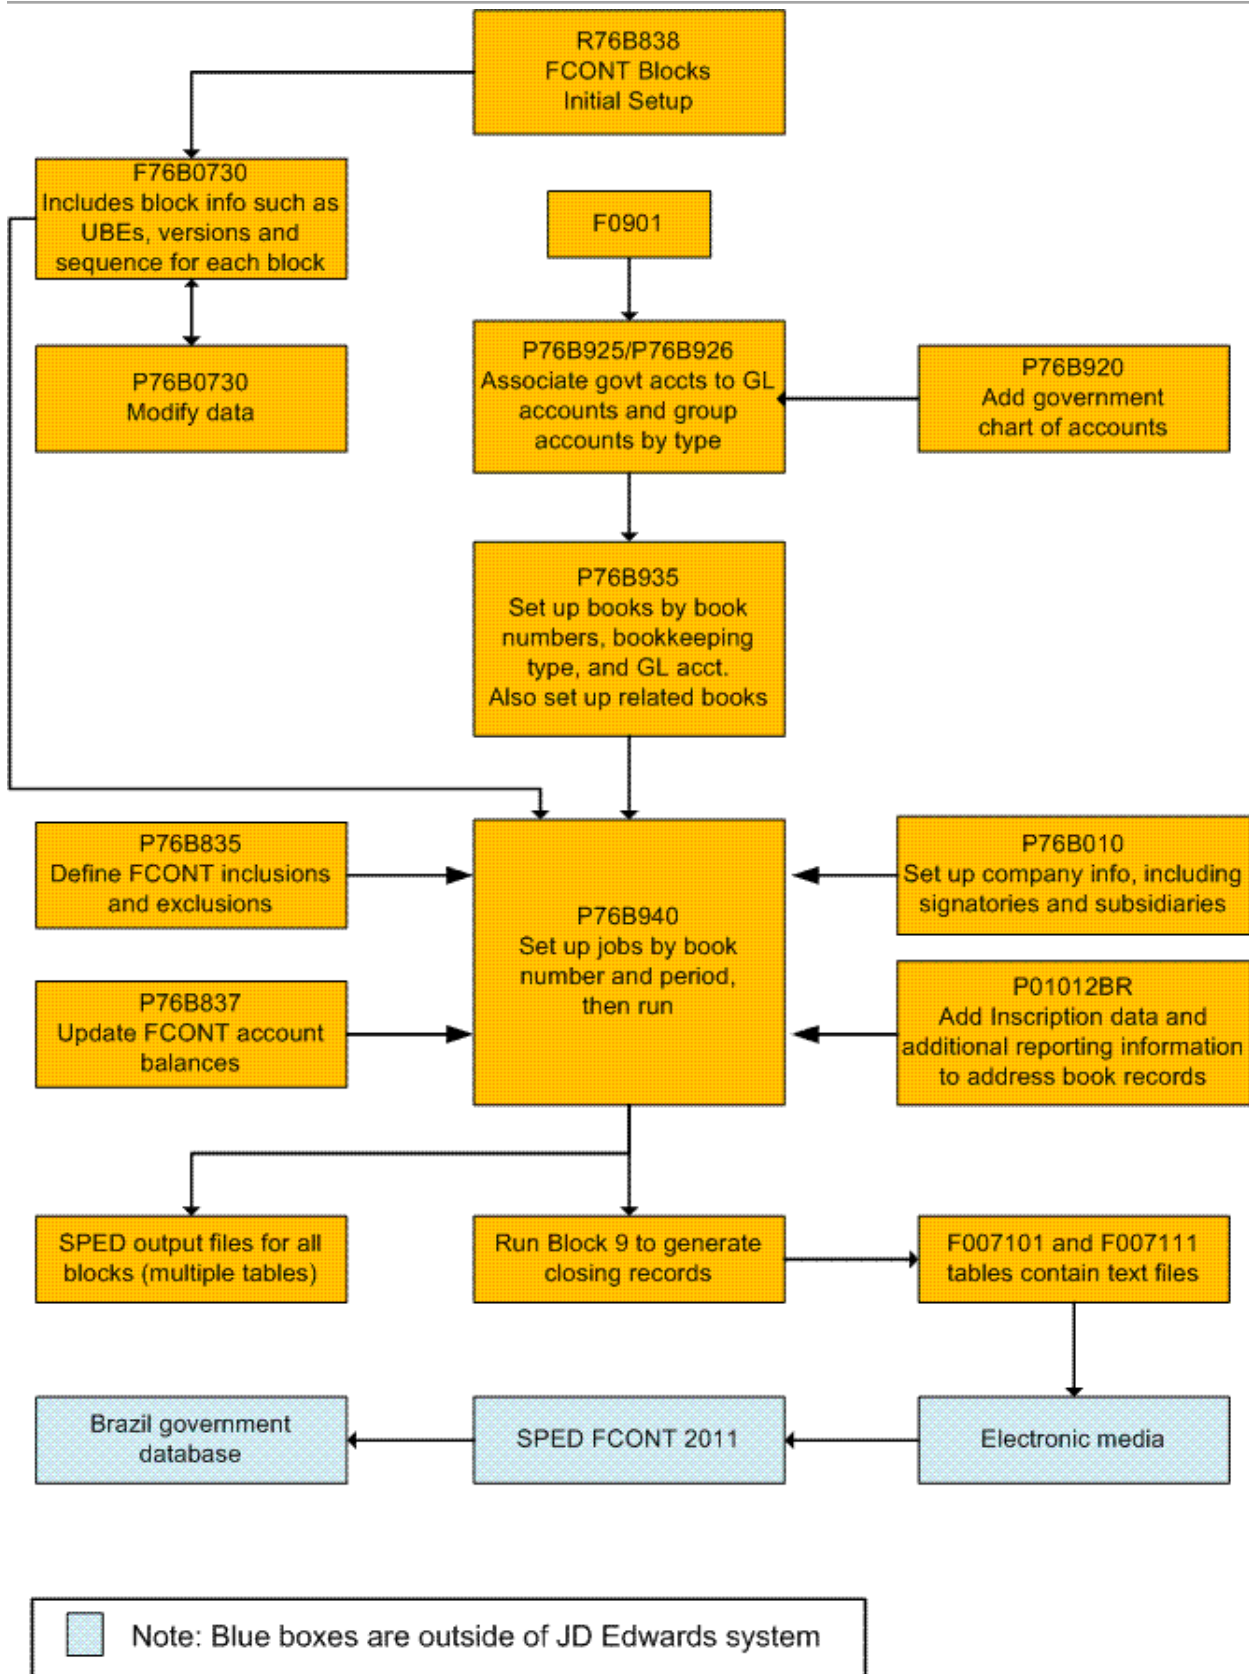 R76B838
FCONT Blocks
Initial Setup
F76B0730
Includes block info such as
UBEs, versions and
sequence for each block
F0901
P76B0730
Modify data
P76B925/P76B926
Associate govt accts to GL
accounts and group
accounts by type
P76B920
Add government
chart of accounts
P76B935
Set up books by book
numbers, bookkeeping
type, and GL acct.
Also set up related books
P76B835
Define FCONT inclusions
and exclusions
P76B940
Set up jobs by book
number and period,
then run
P76B010
Set up company info, including
signatories and subsidiaries
P76B837
Update FCONT account
balances
P01012BR
Add Inscription data and
additional reporting information
to address book records
SPED output files for all
blocks (multiple tables)
Run Block 9 to generate
closing records
F007101 and F007111
tables contain text files
Brazil government
database
SPED FCONT 2011
Electronic media
Note: Blue boxes are outside of JD Edwards system